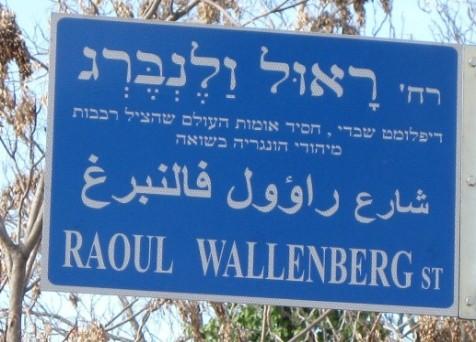 רח' רָאוּל וַלֶנְבֶּרְג
דיפלומט שבדי, חסיד אומות העולם שהציל רבבות
מיהודי הונגריה בשואה
شارع راؤول فالنبرغ
RAOUL WALLENBERG ST